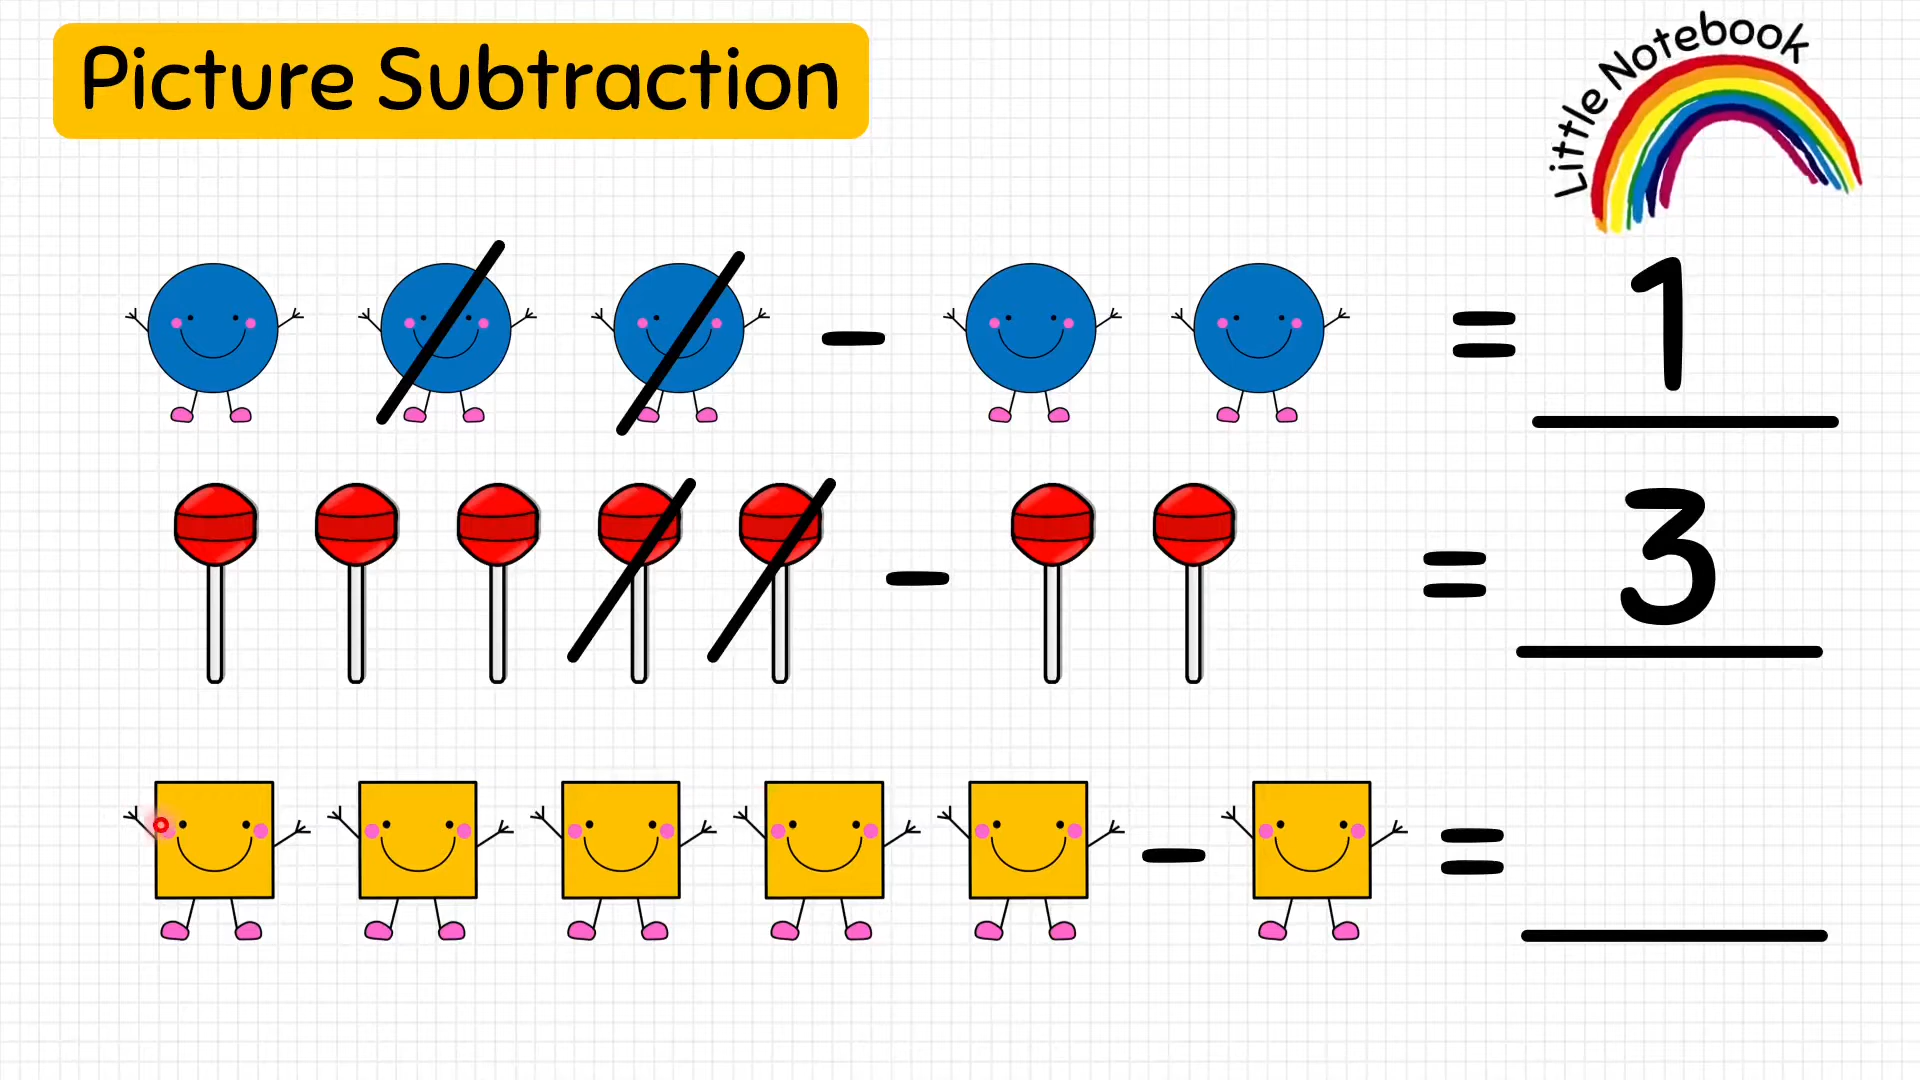 Picture Subtraction
Little Notebook
- = 1
- = 3
- =